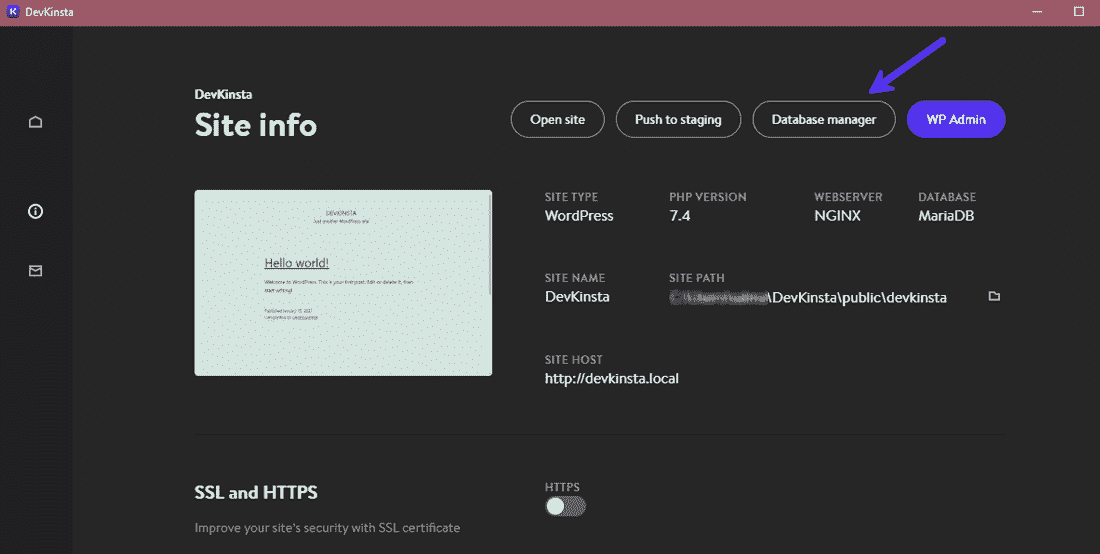 DevKinsta
DevKinsta
Site info
Open site
Push to staging
Database manager
WP Admin
DEVKINSTA
Just another WordPress site
Hello world!
Welcome to WordPress. This is your first post. Edit or delete it, then
start writing!
SITE TYPE
WordPress
PHP VERSION
7.4
WEBSERVER
NGINX
DATABASE
MariaDB
SITE NAME
DevKinsta
SITE PATH
\DevKinsta\public\devkinsta
SITE HOST
http://devkinsta.local
SSL and HTTPS
Improve your site's security with SSL certificate
HTTPS